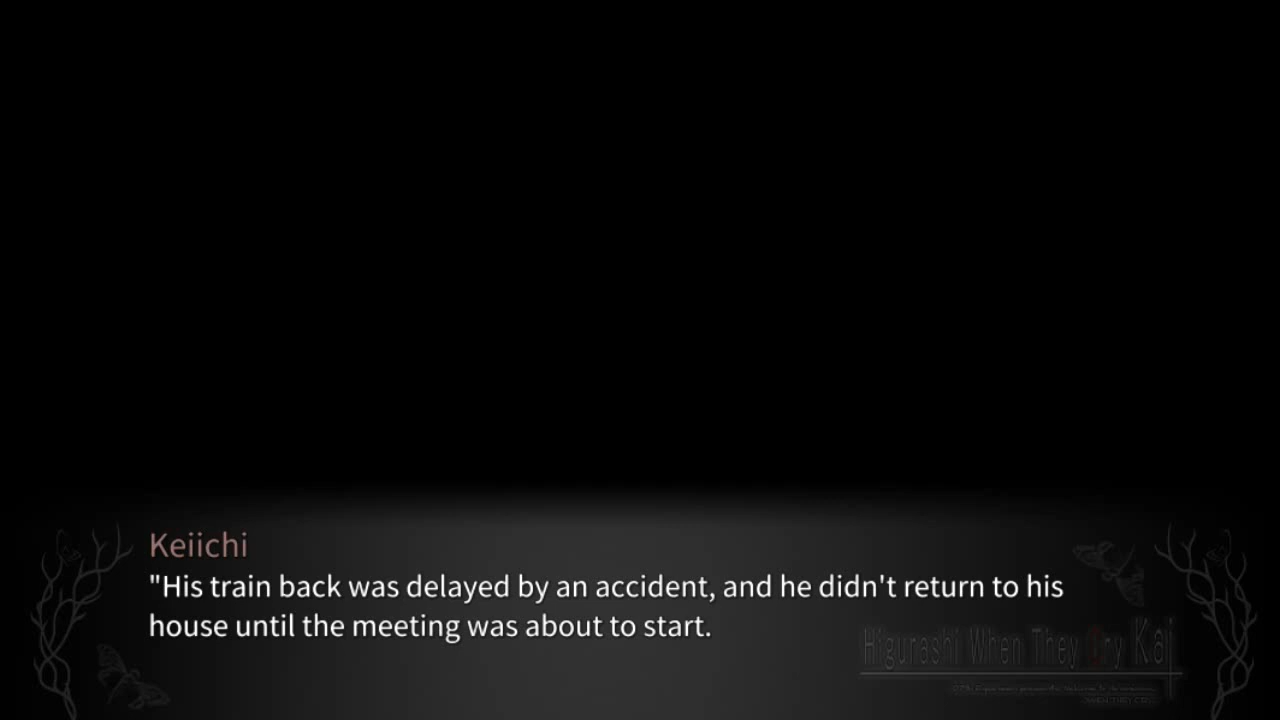 Keiichi
"His train back was delayed by an accident, and he didn't return to his
house until the meeting was about to start.
Higurashi When They Cry Kai